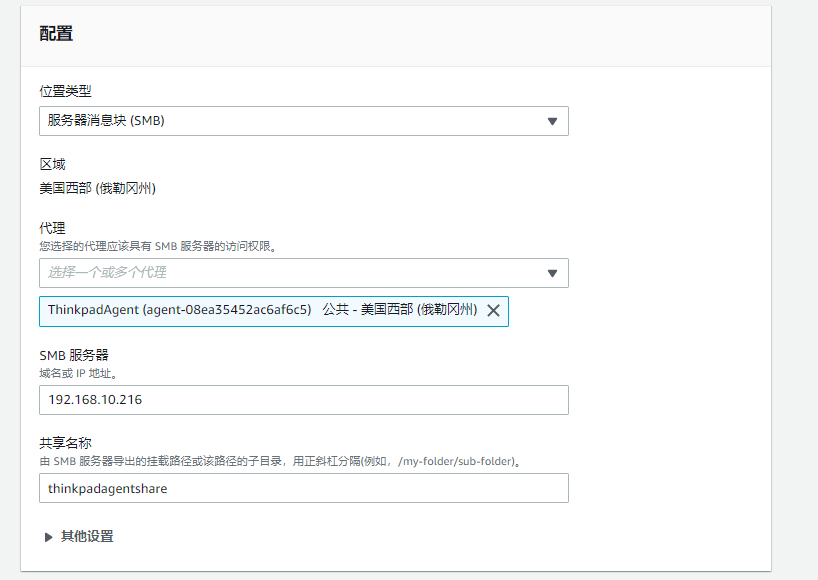 配置
位置类型
服务器消息块 (SMB)
区域
美国西部 (俄勒冈州)
代理
您选择的代理应该具有 SMB 服务器的访问权限。
选择一个或多个代理
ThinkpadAgent (agent-08ea35452ac6af6c5) 公共 - 美国西部 (俄勒冈州)
SMB 服务器
域名或 IP 地址。
192.168.10.216
共享名称
由 SMB 服务器导出的挂载路径或该路径的子目录，用正斜杠分隔(例如，/my-folder/sub-folder)。
thinkpadagentshare
其他设置